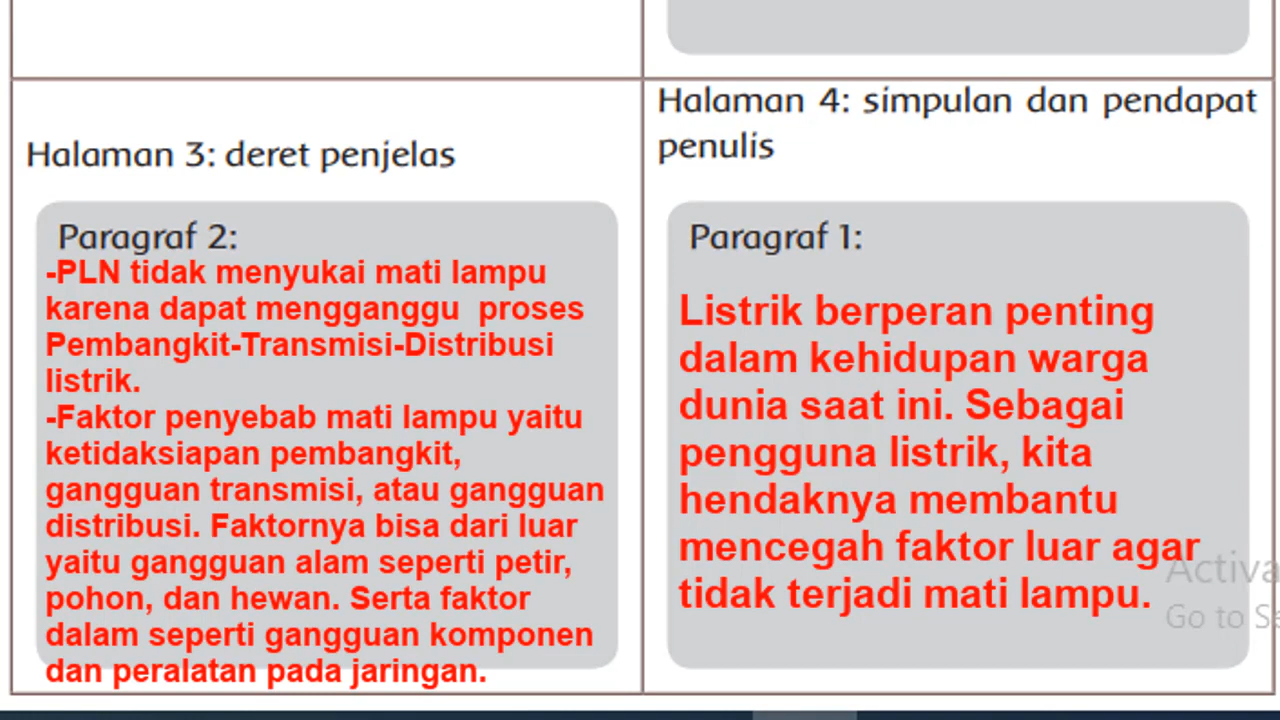 Halaman 3: deret penjelas
Paragraf 2:
-PLN tidak menyukai mati lampu
karena dapat mengganggu proses
Pembangkit-Transmisi-Distribusi
listrik.
-Faktor penyebab mati lampu yaitu
ketidaksiapan pembangkit,
gangguan transmisi, atau gangguan
distribusi. Faktornya bisa dari luar
yaitu gangguan alam seperti petir,
pohon, dan hewan. Serta faktor
dalam seperti gangguan komponen
dan peralatan pada jaringan.
Halaman 4: simpulan dan pendapat
penulis
Paragraf 1:
Listrik berperan penting
dalam kehidupan warga
dunia saat ini. Sebagai
pengguna listrik, kita
hendaknya membantu
mencegah faktor luar agar
tidak terjadi mati lampu.
Activa
Go to Se